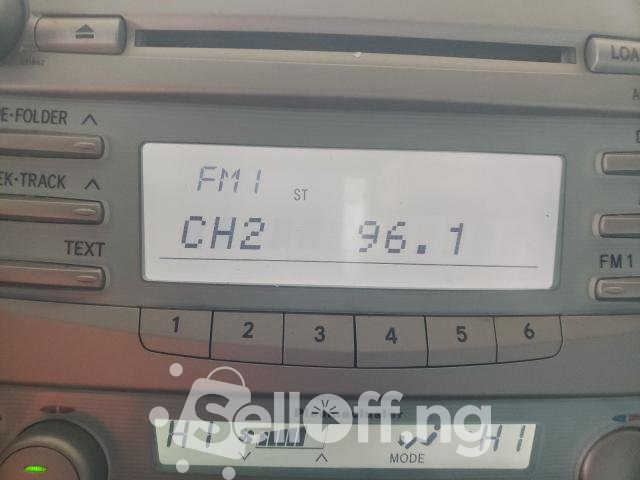 LOA
PE·FOLDER ∧
EK·TRACK ∧
TEXT
FM1
ST
CH2 96.1
FM1
1 2 3 4 5 6
SellOff.ng
HI HI
MODE